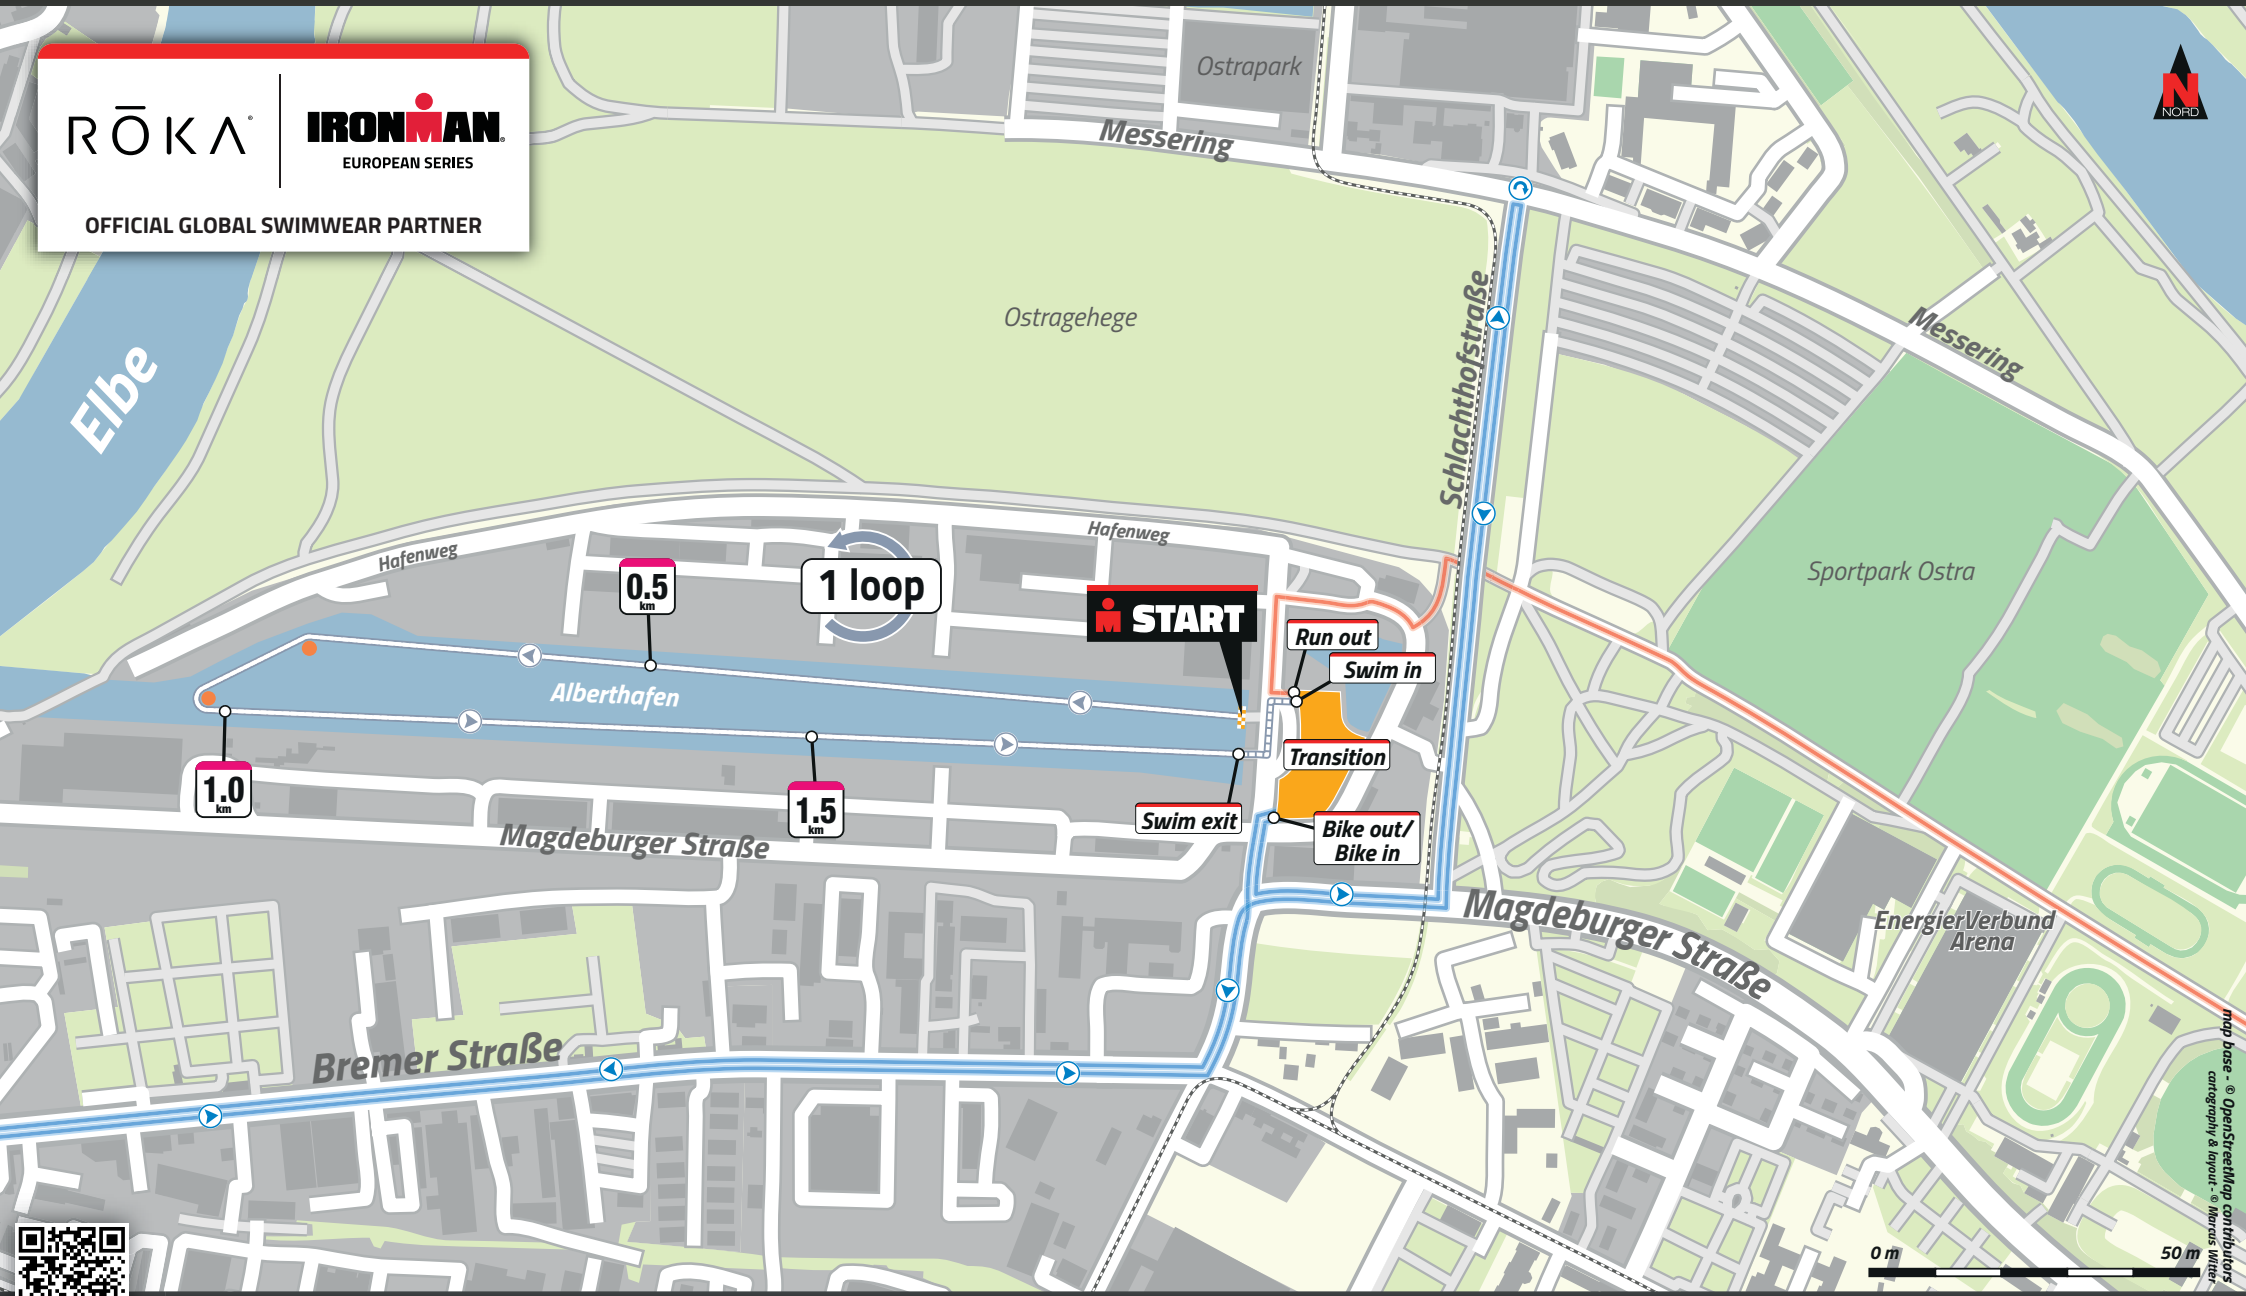 RŌKA
IRONMAN
EUROPEAN SERIES
OFFICIAL GLOBAL SWIMWEAR PARTNER
Ostrapark
Messering
N
NORD
Elbe
Ostragehege
Schlachthofstraße
Messering
Hafenweg
Hafenweg
0.5
km
1 loop
START
Run out
Swim in
Sportpark Ostra
Alberthafen
Transition
1.0
km
1.5
km
Swim exit
Bike out/
Bike in
Magdeburger Straße
Magdeburger Straße
EnergieVerbund
Arena
Bremer Straße
map base - © OpenStreetMap contributors
cartography & layout - © Marcus Witter
0 m
50 m